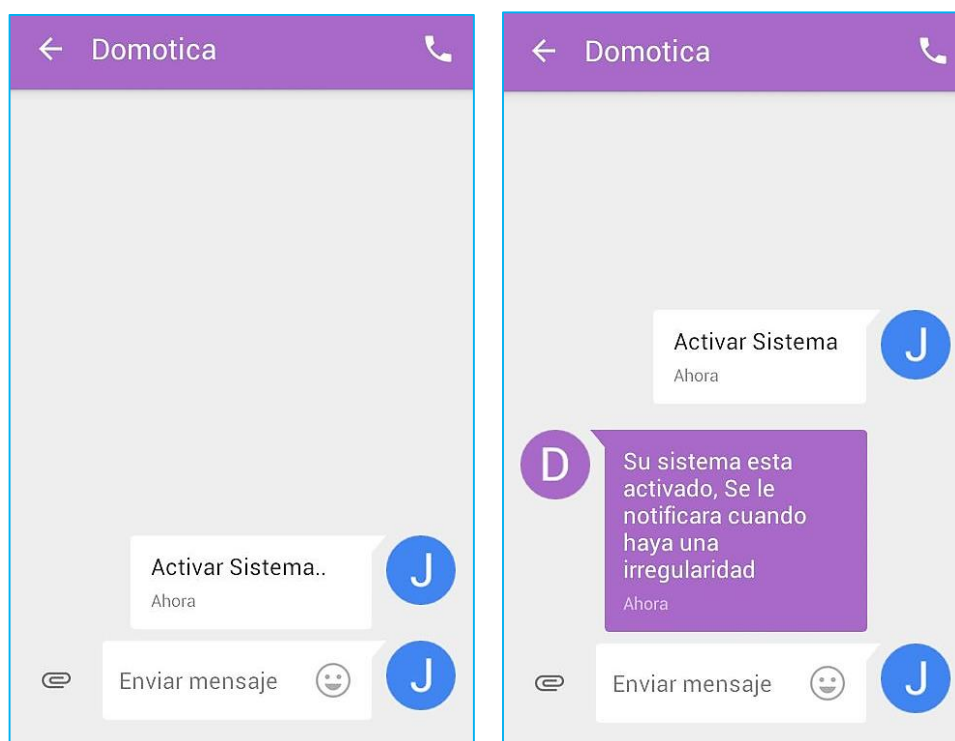 Domotica
Activar Sistema..
Ahora
J
Enviar mensaje
J
Domotica
Activar Sistema
Ahora
J
D
Su sistema esta
activado, Se le
notificara cuando
haya una
irregularidad
Ahora
Enviar mensaje
J